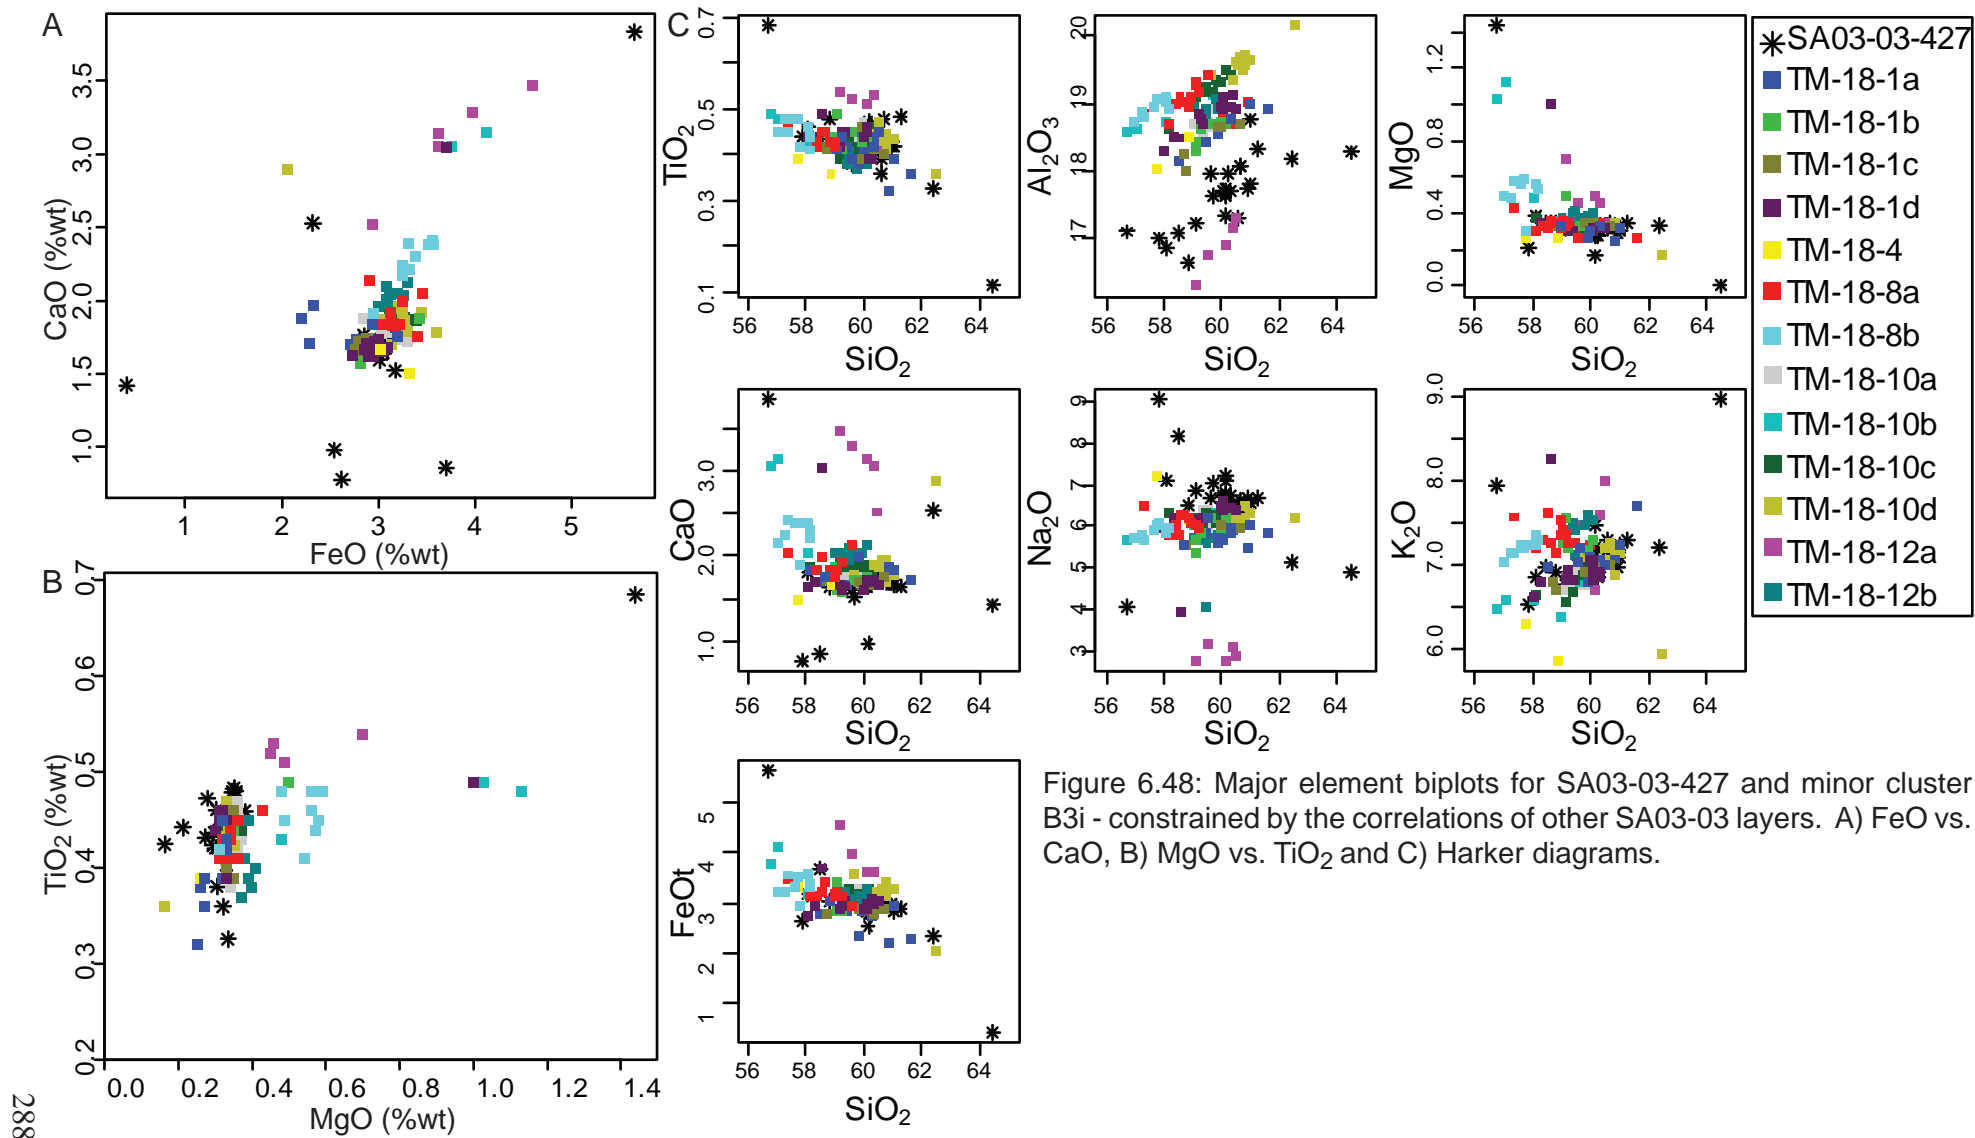 A
CaO (%wt)
1.0 1.5 2.0 2.5 3.0 3.5
1 2 3 4 5
FeO (%wt)
B
TiO2 (%wt)
0.2 0.3 0.4 0.5 0.6 0.7
0.0 0.2 0.4 0.6 0.8 1.0 1.2 1.4
MgO (%wt)
C
TiO2
0.1 0.3 0.5 0.7
56 58 60 62 64
SiO2
Al2O3
17 18 19 20
56 58 60 62 64
SiO2
MgO
0.0 0.4 0.8 1.2
56 58 60 62 64
SiO2
CaO
1.0 2.0 3.0
56 58 60 62 64
SiO2
Na2O
3 4 5 6 7 8 9
56 58 60 62 64
SiO2
K2O
6.0 7.0 8.0 9.0
56 58 60 62 64
SiO2
FeOt
1 2 3 4 5
56 58 60 62 64
SiO2
SA03-03-427
TM-18-1a
TM-18-1b
TM-18-1c
TM-18-1d
TM-18-4
TM-18-8a
TM-18-8b
TM-18-10a
TM-18-10b
TM-18-10c
TM-18-10d
TM-18-12a
TM-18-12b
Figure 6.48: Major element biplots for SA03-03-427 and minor cluster
B3i - constrained by the correlations of other SA03-03 layers. A) FeO vs.
CaO, B) MgO vs. TiO2 and C) Harker diagrams.
288